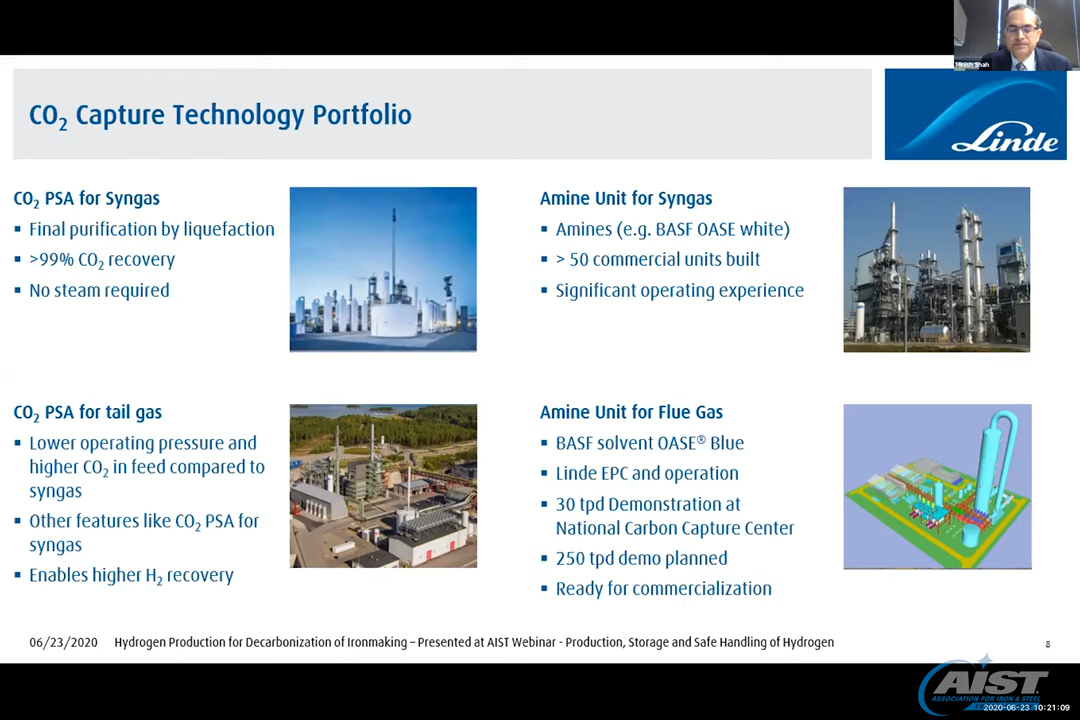 Minish Shah
CO2 Capture Technology Portfolio
Linde
CO2 PSA for Syngas
▪ Final purification by liquefaction
▪ >99% CO2 recovery
▪ No steam required
Amine Unit for Syngas
▪ Amines (e.g. BASF OASE white)
▪ > 50 commercial units built
▪ Significant operating experience
CO2 PSA for tail gas
▪ Lower operating pressure and
higher CO2 in feed compared to
syngas
▪ Other features like CO2 PSA for
syngas
▪ Enables higher H2 recovery
Amine Unit for Flue Gas
▪ BASF solvent OASE® Blue
▪ Linde EPC and operation
▪ 30 tpd Demonstration at
National Carbon Capture Center
▪ 250 tpd demo planned
▪ Ready for commercialization
06/23/2020 Hydrogen Production for Decarbonization of Ironmaking – Presented at AIST Webinar - Production, Storage and Safe Handling of Hydrogen
8
AIST
ASSOCIATION FOR IRON & STEEL
2020-06-23 10:21:09